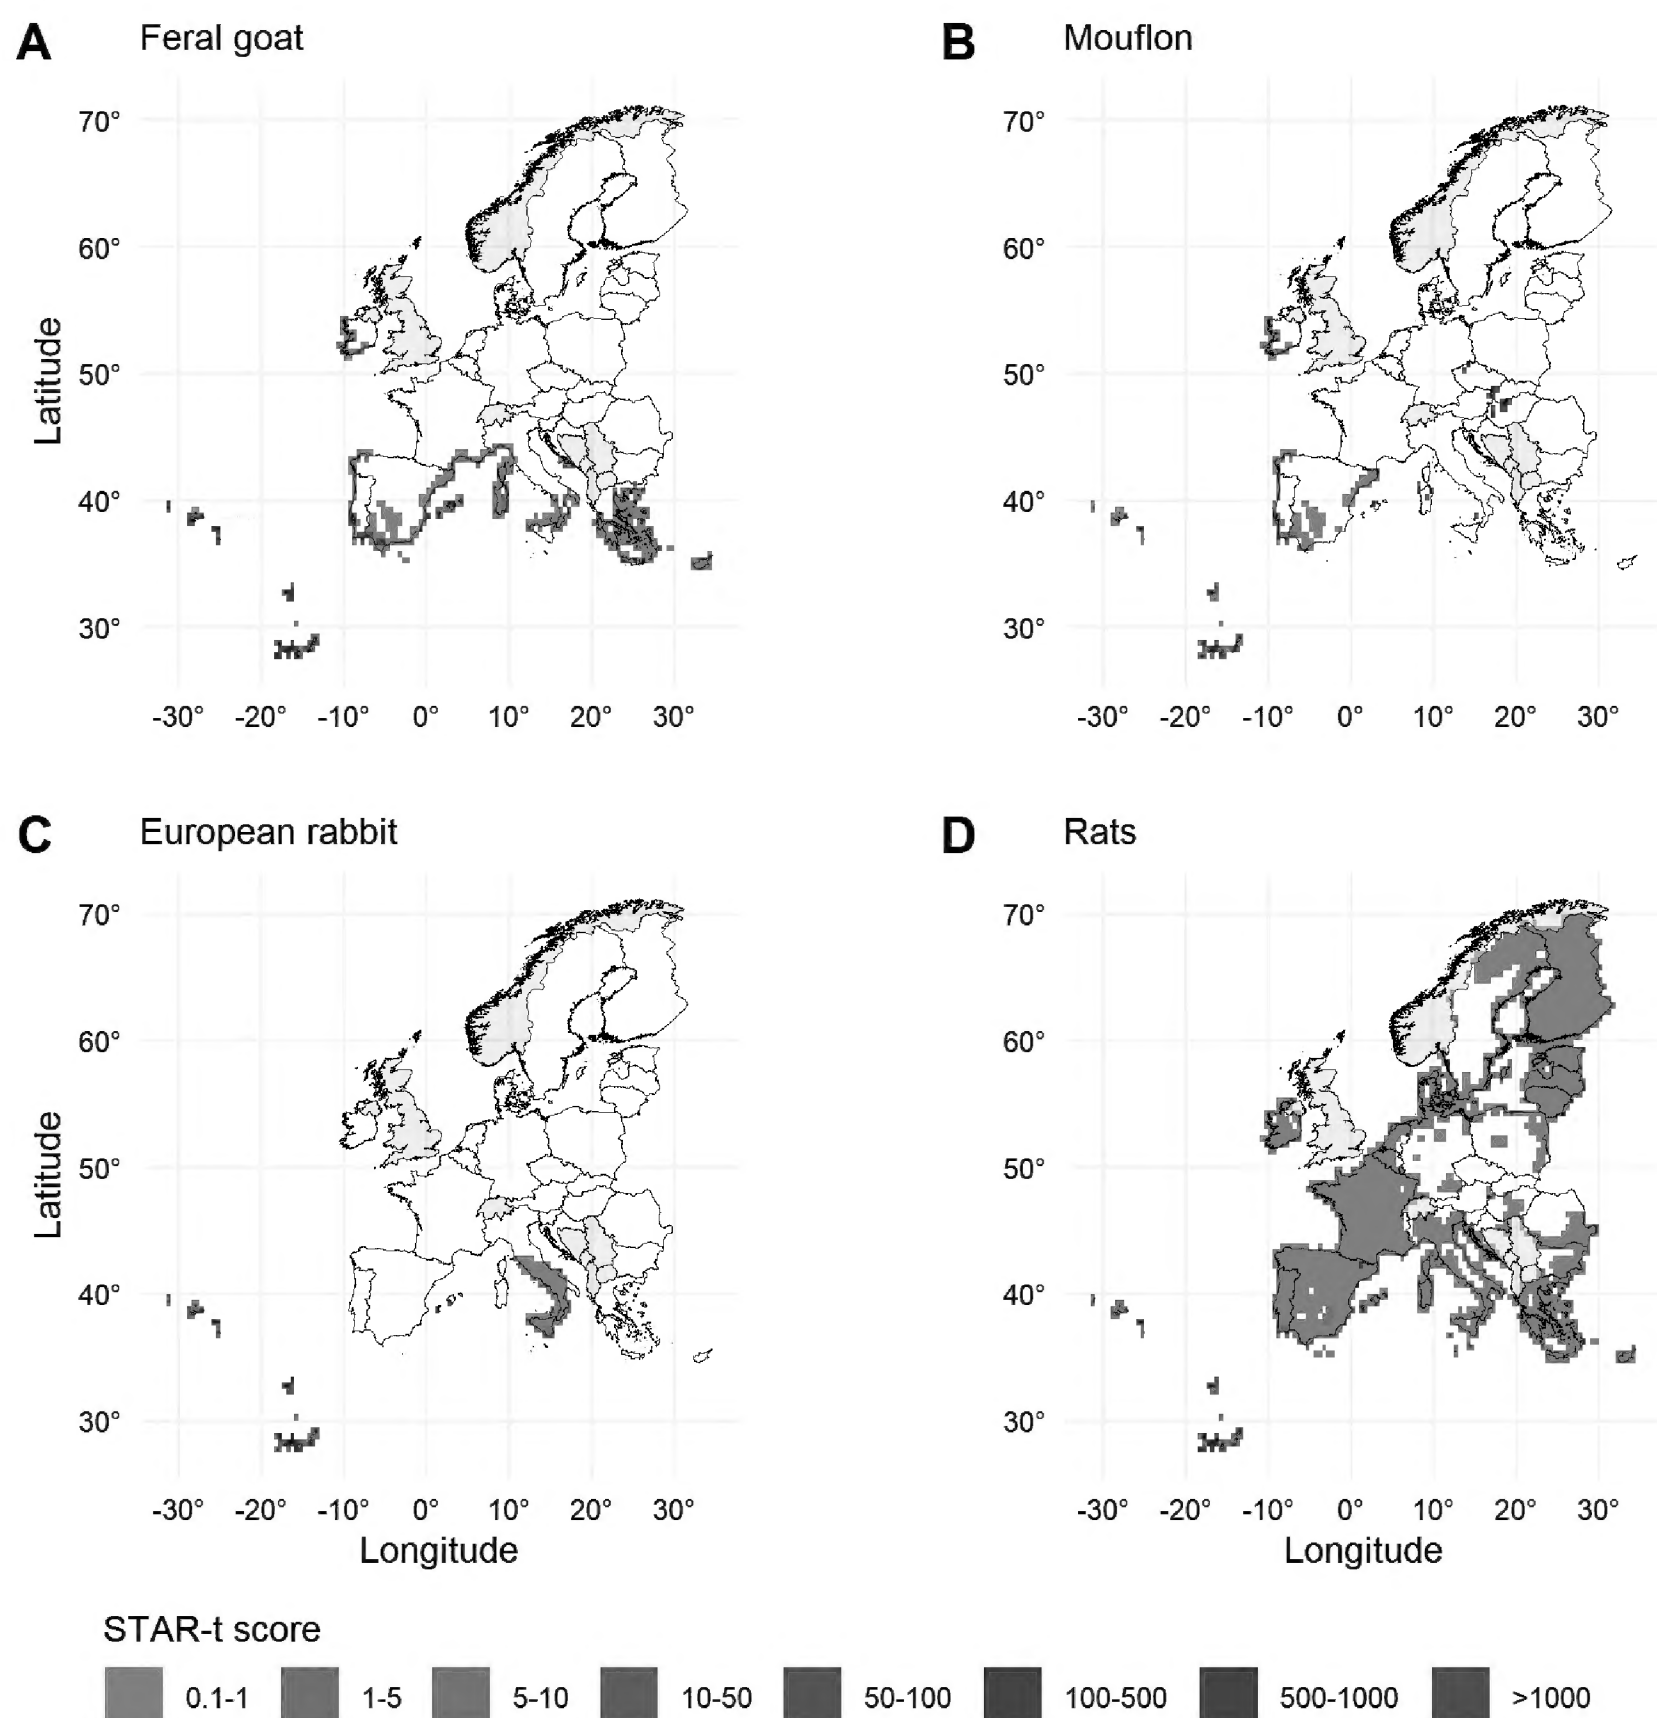 A Feral goat
B Mouflon
70° 70°
60° 60°
50° 50°
40° 40°
30° 30°
Latitude
-30° -20° -10° 0° 10° 20° 30°
-30° -20° -10° 0° 10° 20° 30°
C European rabbit
D Rats
70° 70°
60° 60°
50° 50°
40° 40°
30° 30°
Latitude
-30° -20° -10° 0° 10° 20° 30°
-30° -20° -10° 0° 10° 20° 30°
Longitude
Longitude
STAR-t score
0.1-1 1-5 5-10 10-50 50-100 100-500 500-1000 >1000